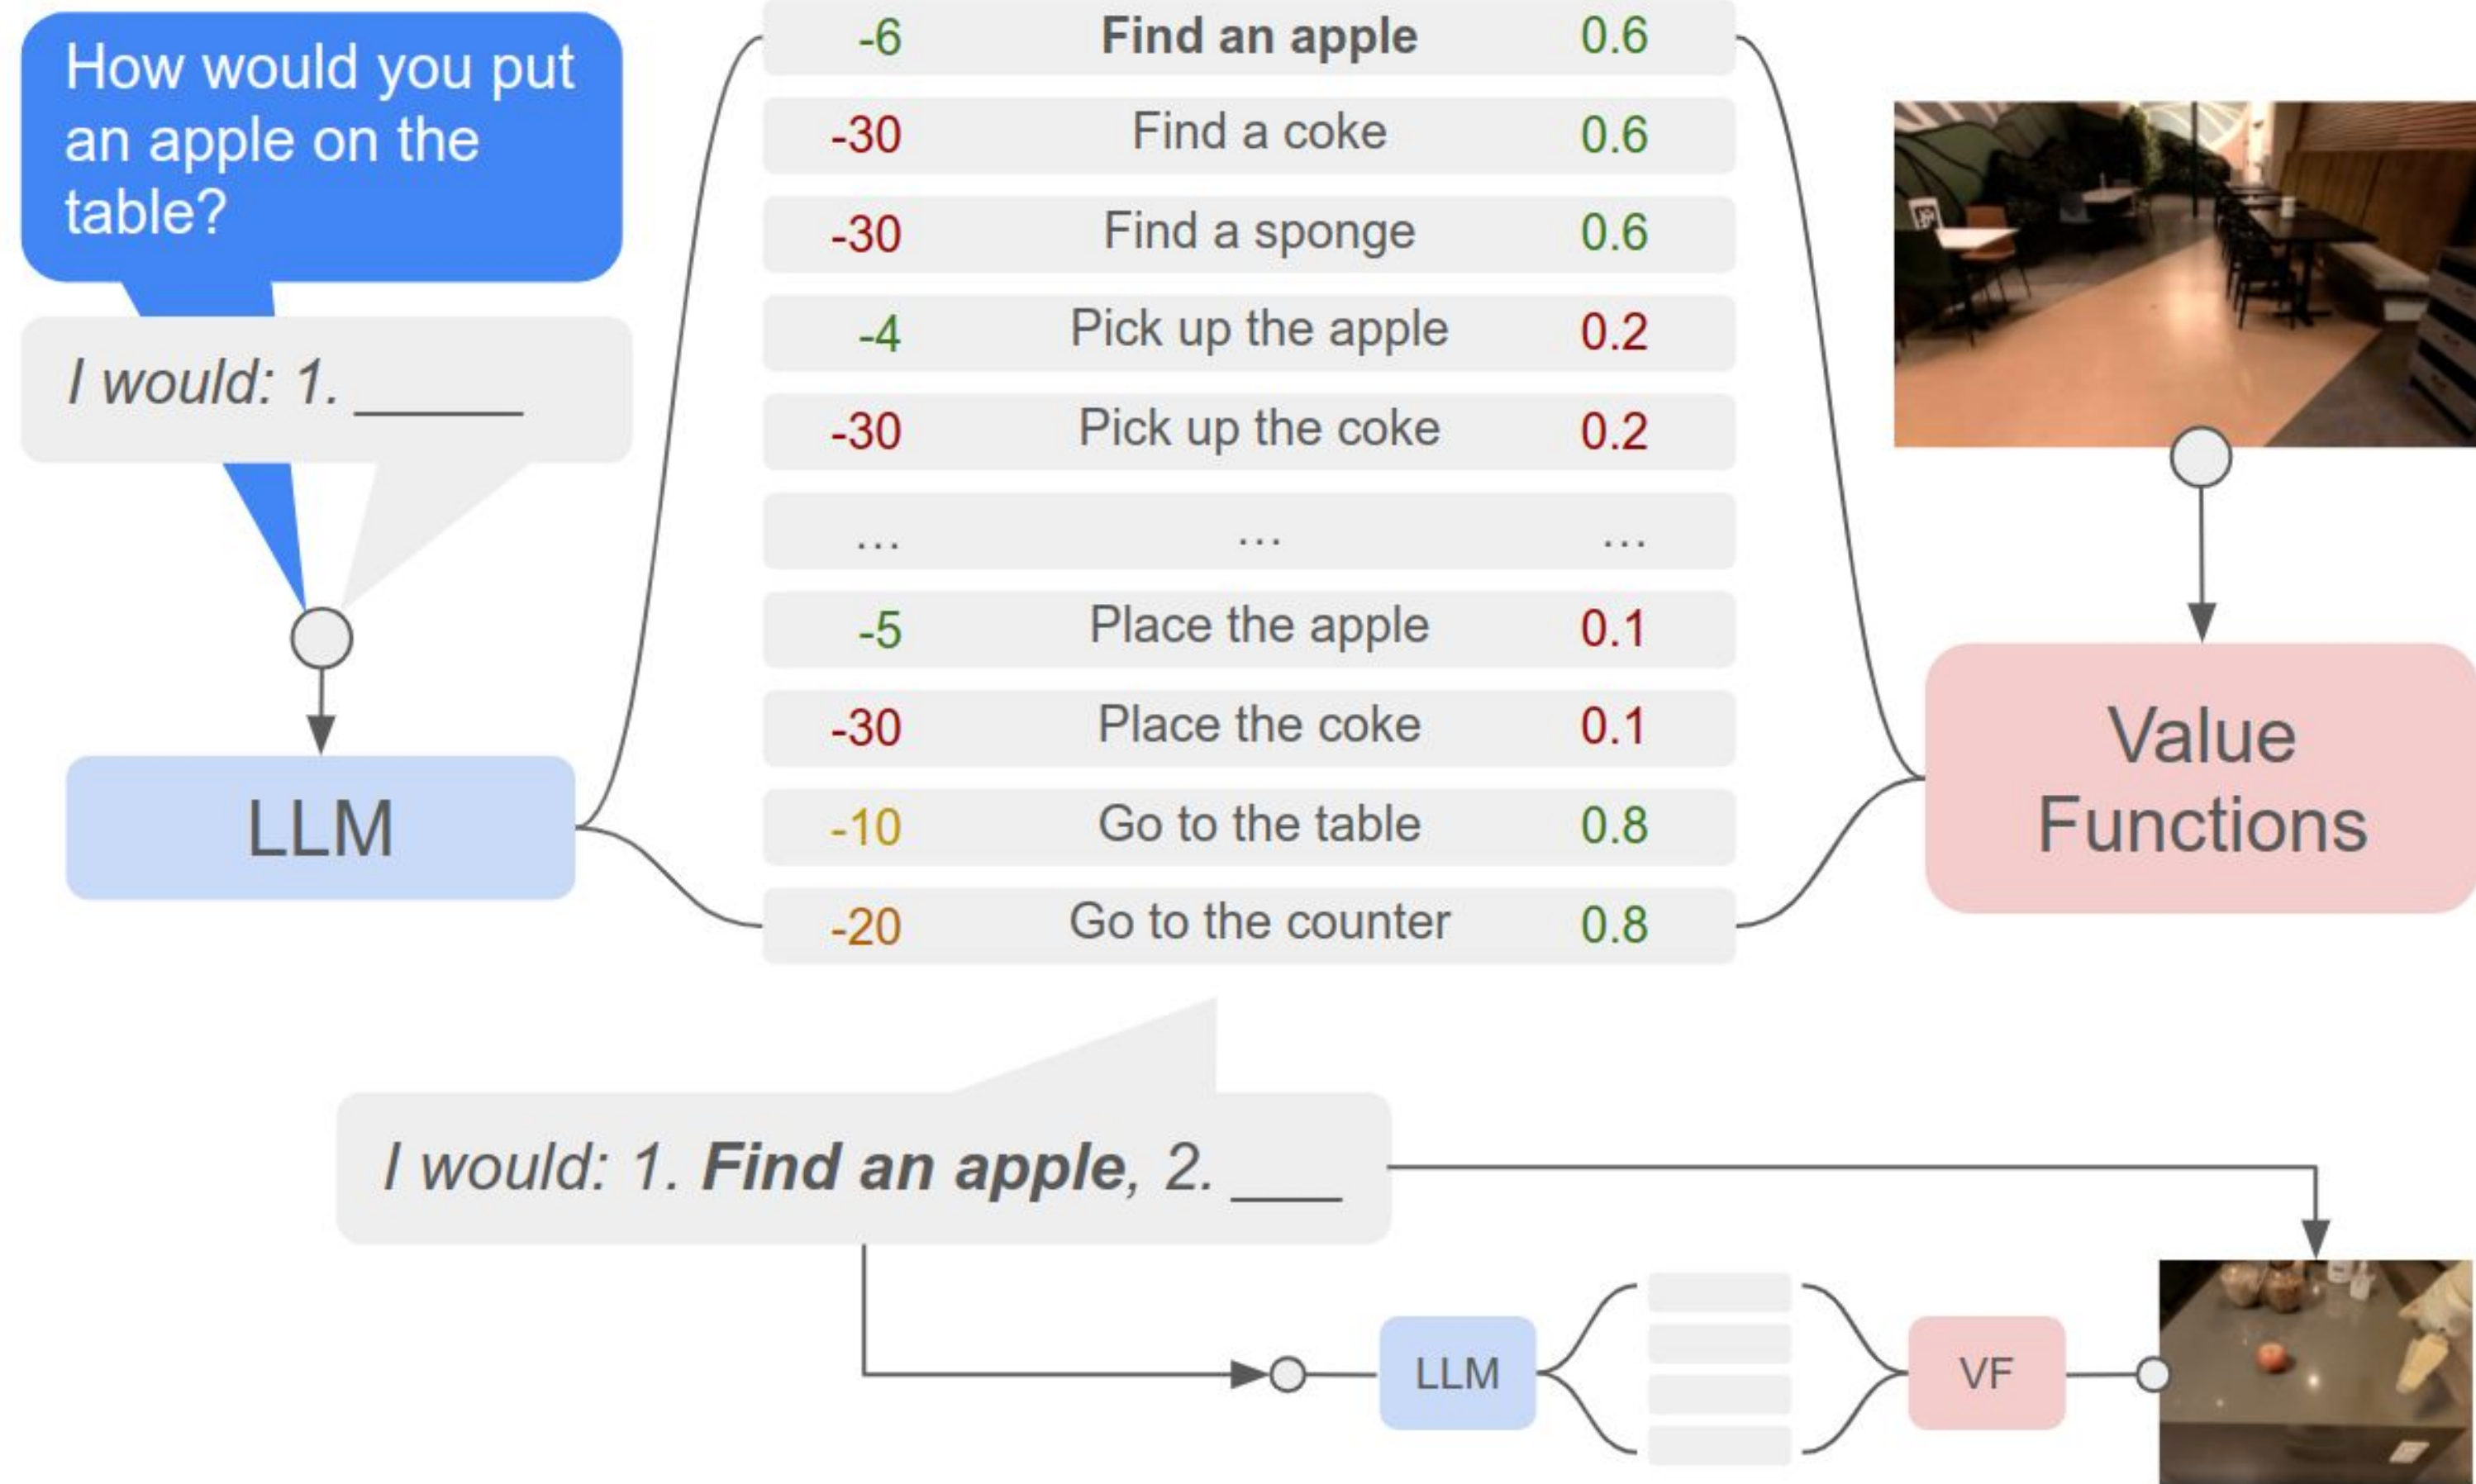 How would you put
an apple on the
table?
I would: 1. _____
LLM
-6 Find an apple 0.6
-30 Find a coke 0.6
-30 Find a sponge 0.6
-4 Pick up the apple 0.2
-30 Pick up the coke 0.2
... ... ...
-5 Place the apple 0.1
-30 Place the coke 0.1
-10 Go to the table 0.8
-20 Go to the counter 0.8
Value
Functions
I would: 1. Find an apple, 2. ___
LLM
VF